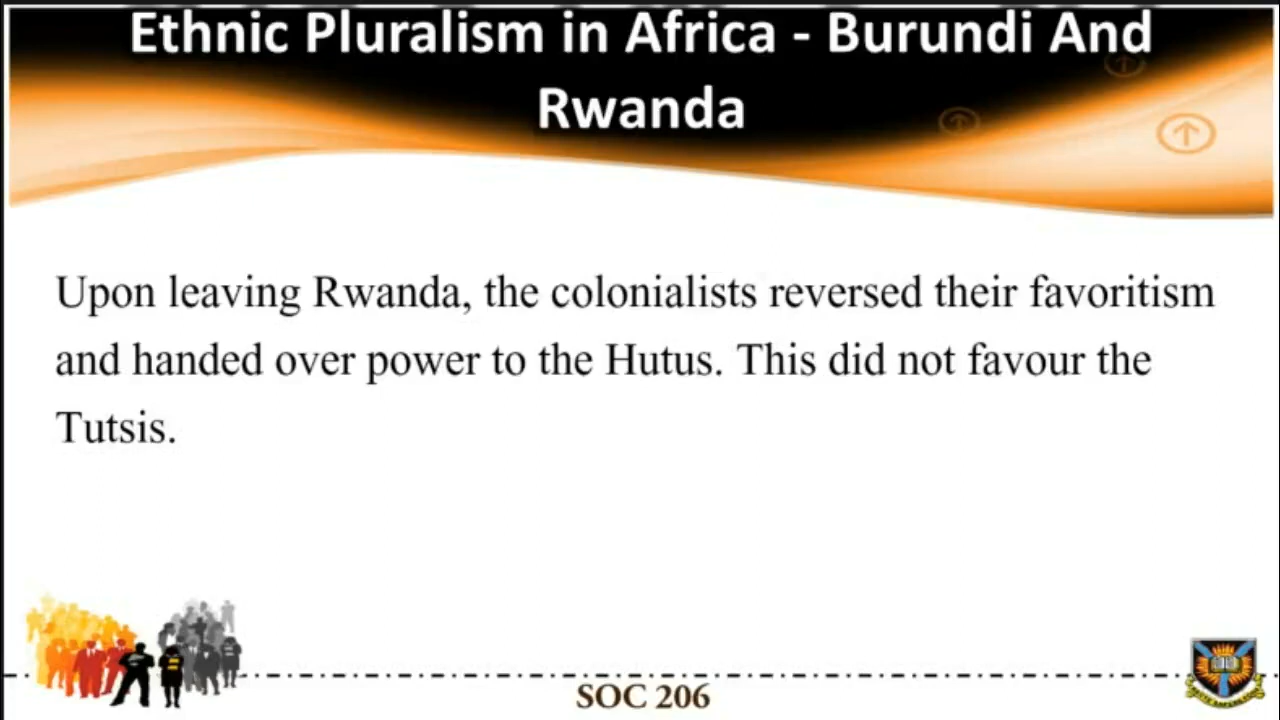 Ethnic Pluralism in Africa - Burundi And
Rwanda
Upon leaving Rwanda, the colonialists reversed their favoritism
and handed over power to the Hutus. This did not favour the
Tutsis.
SOC 206